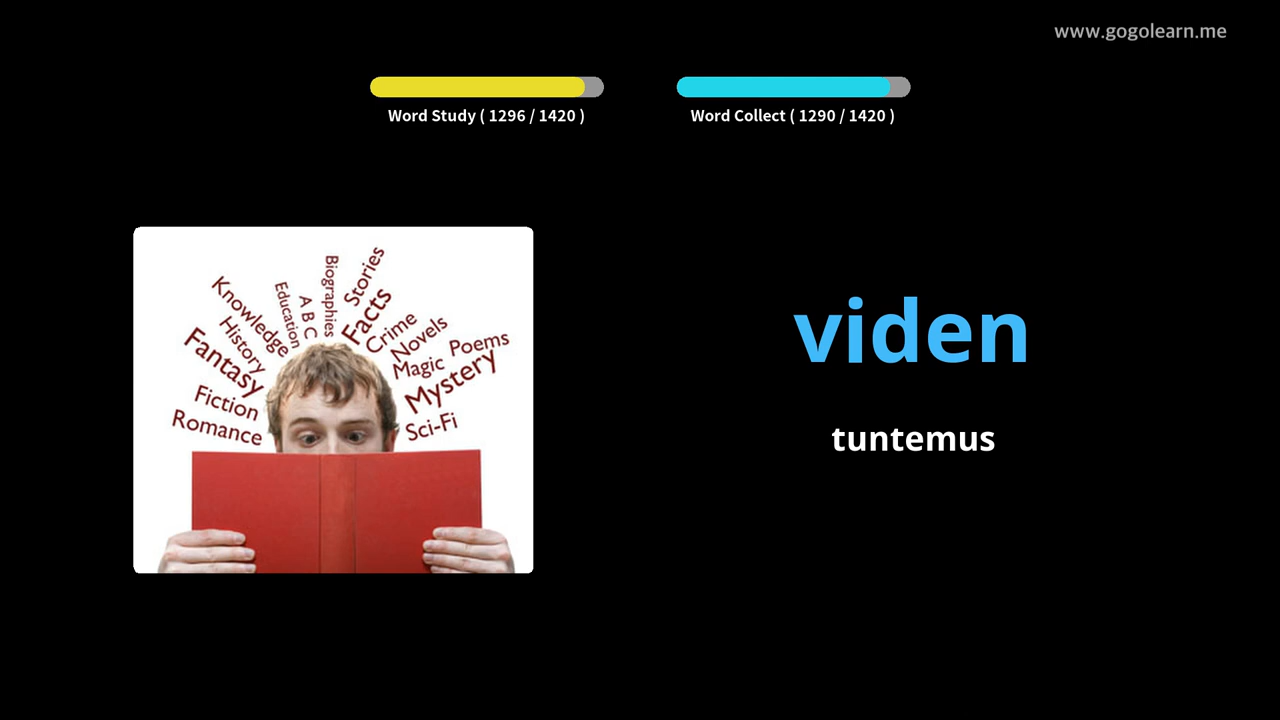 www.gogolearn.me
Word Study ( 1296 / 1420 )
Word Collect ( 1290 / 1420 )
Knowledge
History
Fantasy
Fiction
Romance
Education
A B C
Biographies
Stories
Facts
Crime
Novels
Magic
Poems
Mystery
Sci-Fi
viden
tuntemus